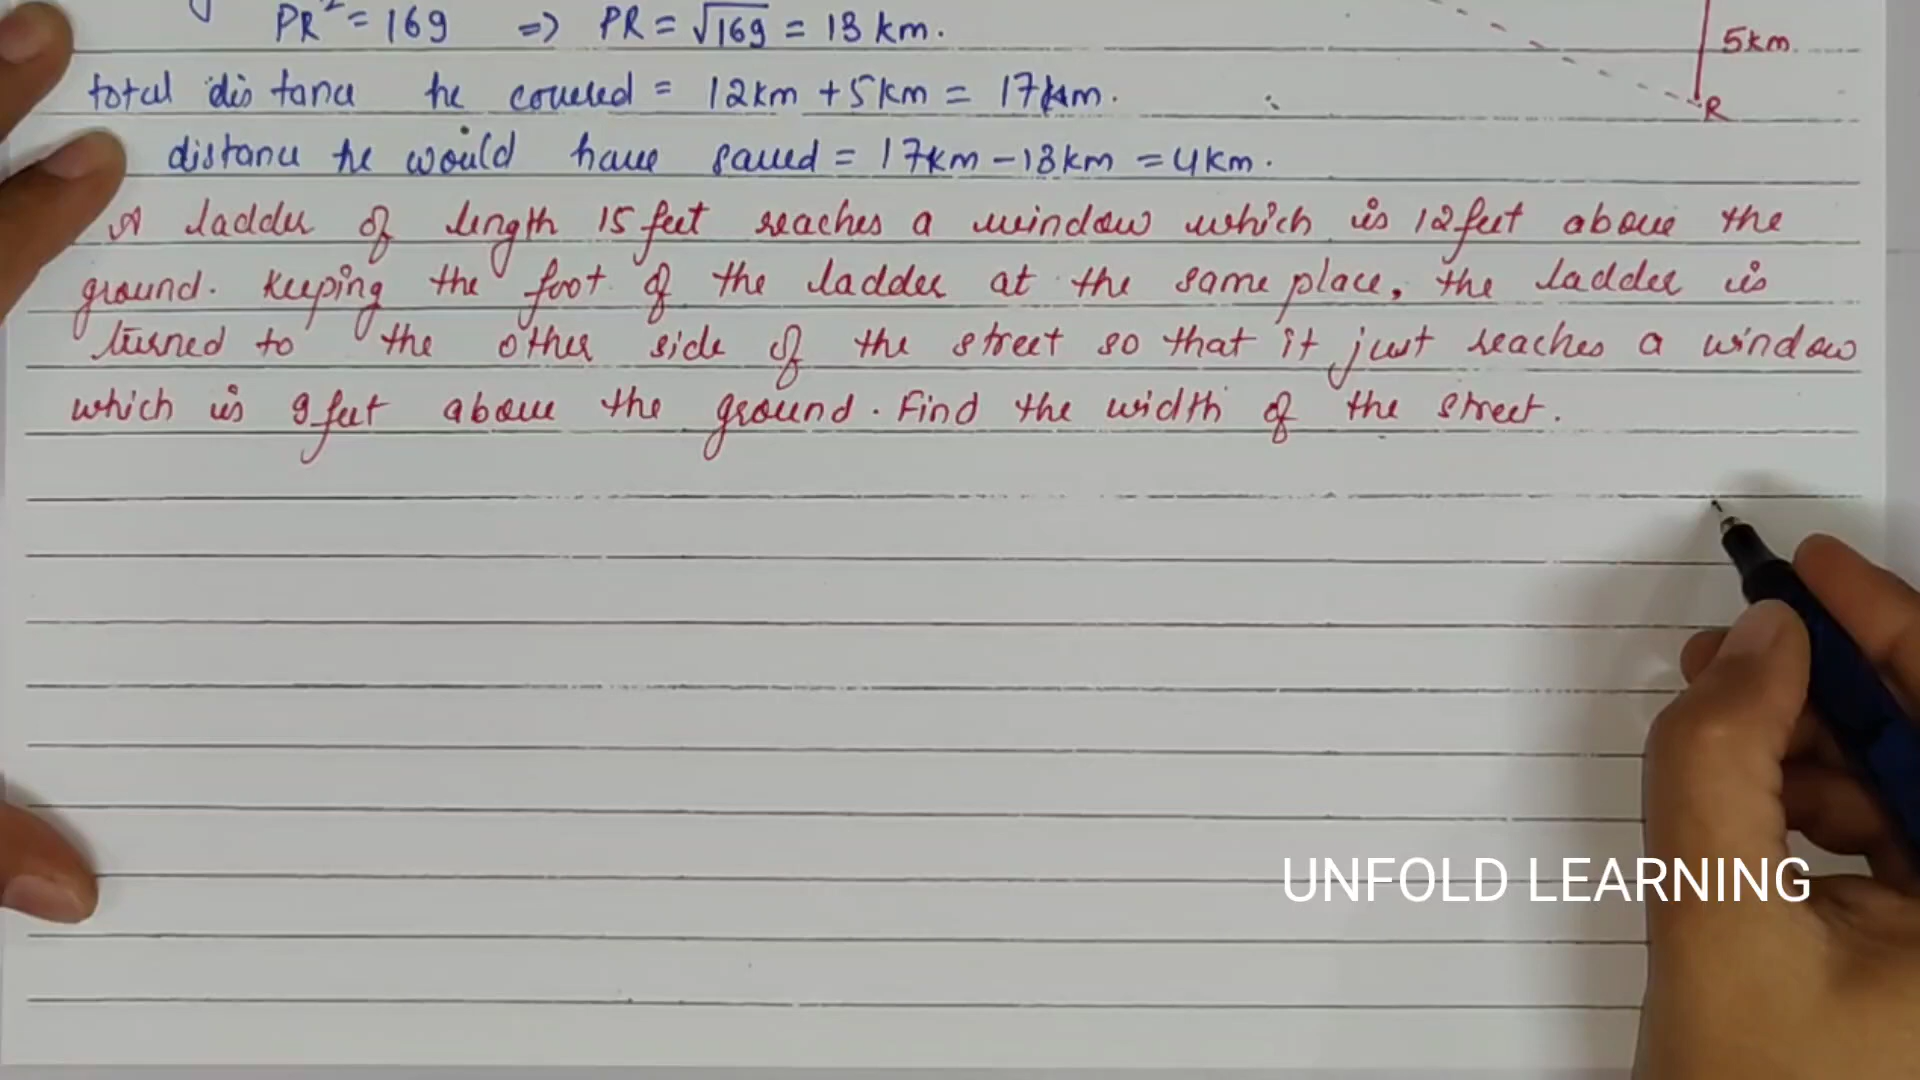 PR² = 169 => PR = √169 = 13 km.
5km.
total distance he covered = 12km + 5km = 17km.
R
distance he would have saved = 17km - 13km = 4km.
A ladder of length 15 feet reaches a window which is 12 feet above the
ground. Keeping the foot of the ladder at the same place, the ladder is
turned to the other side of the street so that it just reaches a window
which is 9 feet above the ground. Find the width of the street.
UNFOLD LEARNING